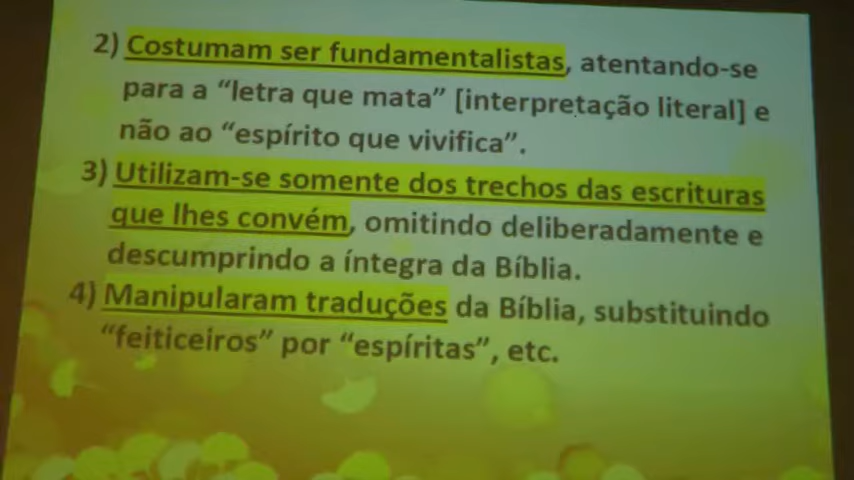 2) Costumam ser fundamentalistas, atentando-se
para a “letra que mata” [interpretação literal] e
não ao “espírito que vivifica”.
3) Utilizam-se somente dos trechos das escrituras
que lhes convém, omitindo deliberadamente e
descumprindo a íntegra da Bíblia.
4) Manipularam traduções da Bíblia, substituindo
“feiticeiros” por “espíritas”, etc.